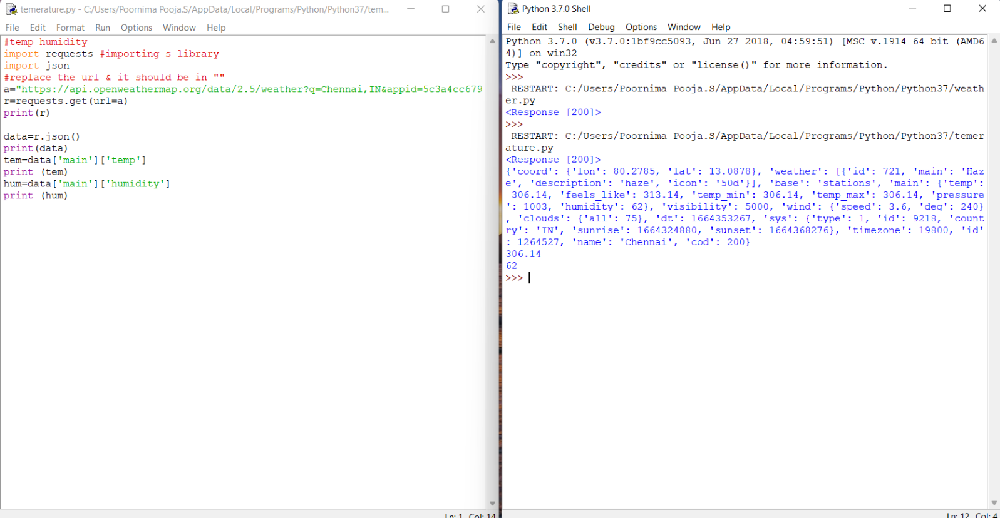 temerature.py - C:/Users/Poornima Pooja.S/AppData/Local/Programs/Python/Python37/tem...
File Edit Format Run Options Window Help
#temp humidity
import requests #importing s library
import json
#replace the url & it should be in ""
a="https://api.openweathermap.org/data/2.5/weather?q=Chennai,IN&appid=5c3a4cc679
r=requests.get(url=a)
print(r)
data=r.json()
print(data)
tem=data['main']['temp']
print (tem)
hum=data['main']['humidity']
print (hum)
Ln: 1 Col: 14
Python 3.7.0 Shell
File Edit Shell Debug Options Window Help
Python 3.7.0 (v3.7.0:1bf9cc5093, Jun 27 2018, 04:59:51) [MSC v.1914 64 bit (AMD6
4)] on win32
Type "copyright", "credits" or "license()" for more information.
>>>
RESTART: C:/Users/Poornima Pooja.S/AppData/Local/Programs/Python/Python37/weath
er.py
<Response [200]>
>>>
RESTART: C:/Users/Poornima Pooja.S/AppData/Local/Programs/Python/Python37/temer
ature.py
<Response [200]>
{'coord': {'lon': 80.2785, 'lat': 13.0878}, 'weather': [{'id': 721, 'main': 'Haz
e', 'description': 'haze', 'icon': '50d'}], 'base': 'stations', 'main': {'temp':
306.14, 'feels_like': 313.14, 'temp_min': 306.14, 'temp_max': 306.14, 'pressure
': 1003, 'humidity': 62}, 'visibility': 5000, 'wind': {'speed': 3.6, 'deg': 240}
, 'clouds': {'all': 75}, 'dt': 1664353267, 'sys': {'type': 1, 'id': 9218, 'count
ry': 'IN', 'sunrise': 1664324880, 'sunset': 1664368276}, 'timezone': 19800, 'id'
: 1264527, 'name': 'Chennai', 'cod': 200}
306.14
62
>>>
Ln: 12 Col: 4